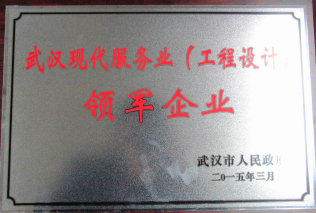 武汉现代服务业（工程设计）
领军企业
武汉市人民政府
二〇一五年三月